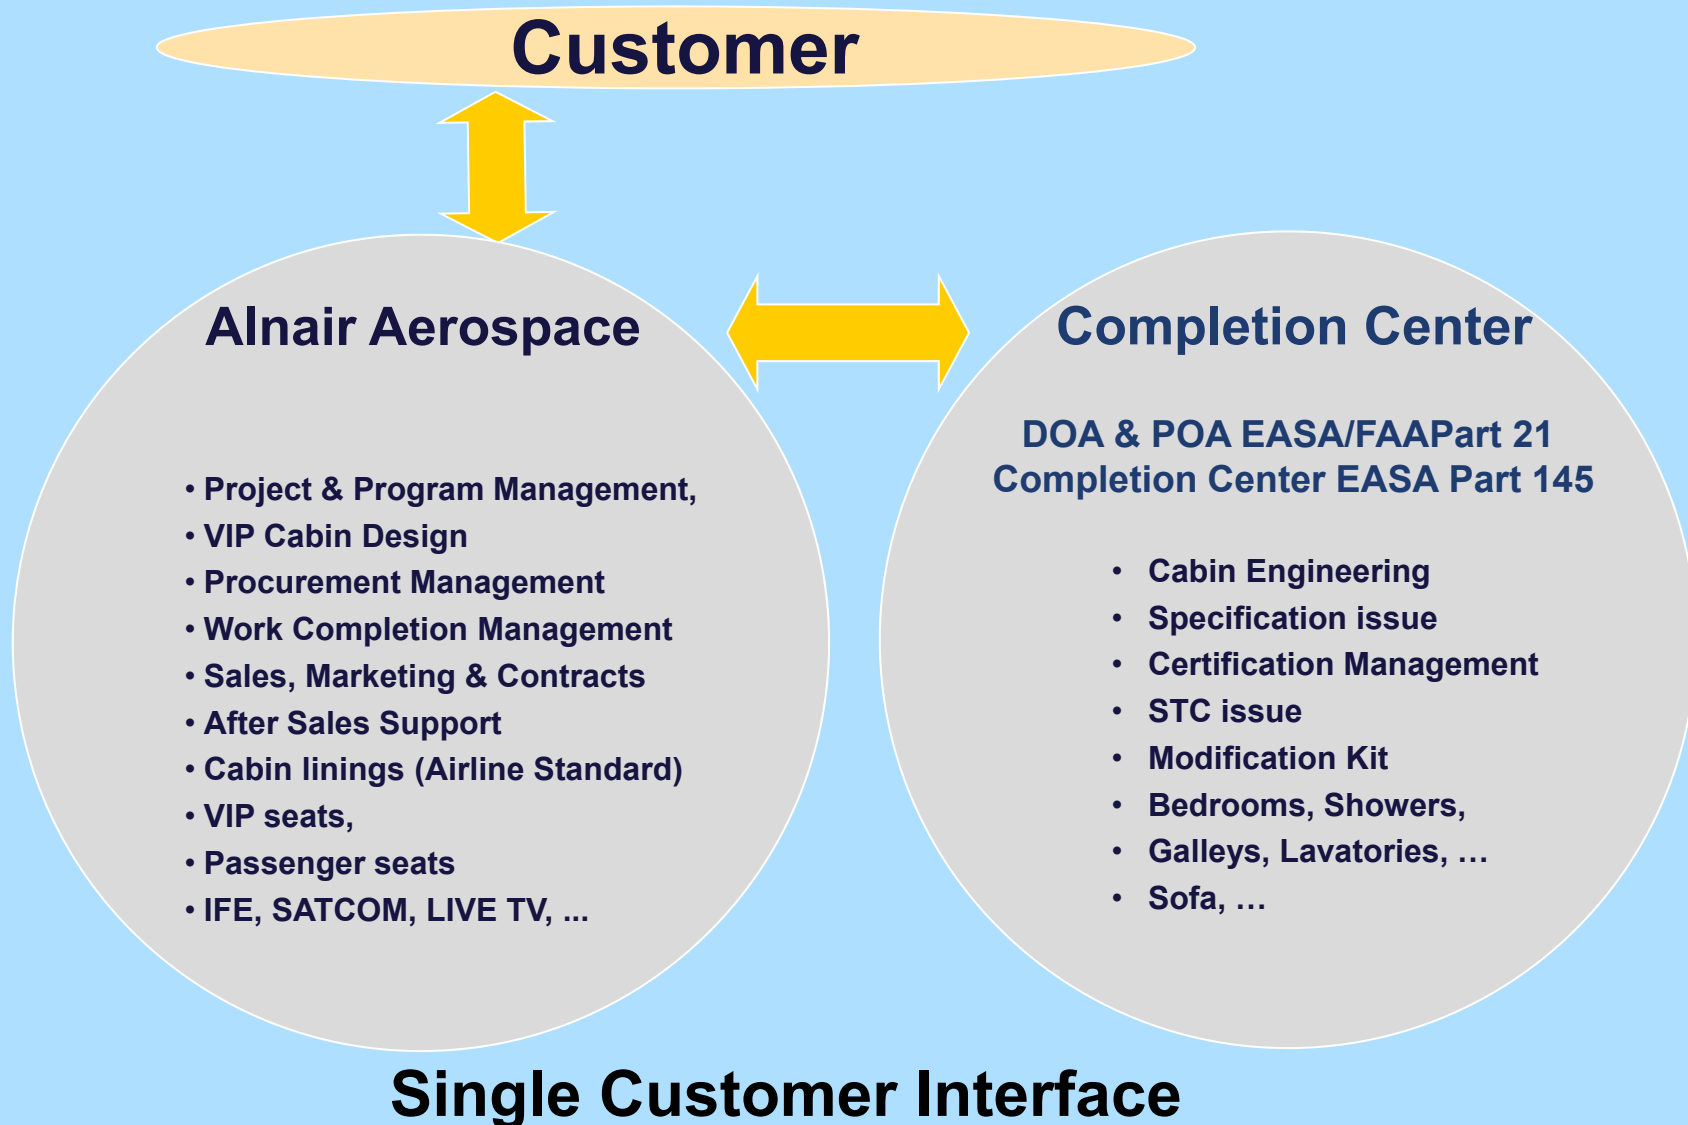 Customer
Alnair Aerospace
• Project & Program Management,
• VIP Cabin Design
• Procurement Management
• Work Completion Management
• Sales, Marketing & Contracts
• After Sales Support
• Cabin linings (Airline Standard)
• VIP seats,
• Passenger seats
• IFE, SATCOM, LIVE TV, ...
Completion Center
DOA & POA EASA/FAAPart 21
Completion Center EASA Part 145
• Cabin Engineering
• Specification issue
• Certification Management
• STC issue
• Modification Kit
• Bedrooms, Showers,
• Galleys, Lavatories, …
• Sofa, …
Single Customer Interface